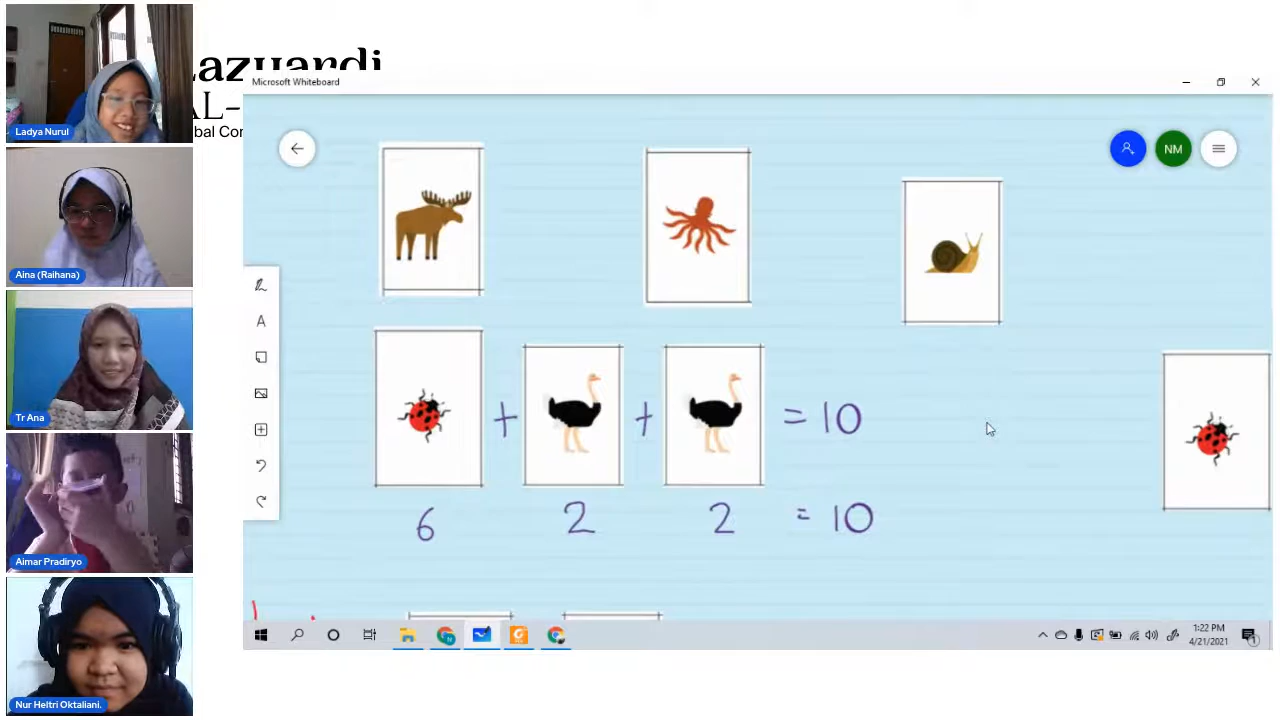 Lazuardi
AL-
bal Con
Microsoft Whiteboard
Ladya Nurul
NM
Aina (Raihana)
A
Tr Ana
+ + = 10
6 2 2 = 10
Aimar Pradiryo
1:22 PM
4/21/2021
Nur Heltri Oktaliani.